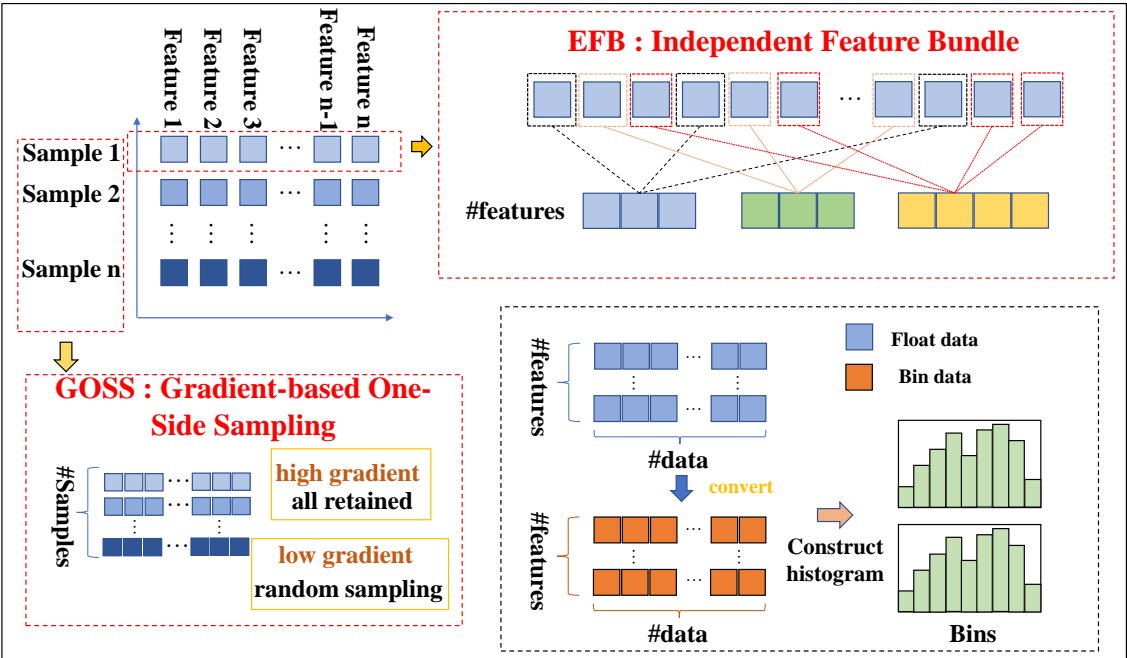 Feature 1
Feature 2
Feature 3
Feature n-1
Feature n
Sample 1
Sample 2
Sample n
EFB : Independent Feature Bundle
#features
GOSS : Gradient-based One-
Side Sampling
#Samples
high gradient
all retained
low gradient
random sampling
#features
#data
convert
#features
#data
Float data
Bin data
Construct
histogram
Bins